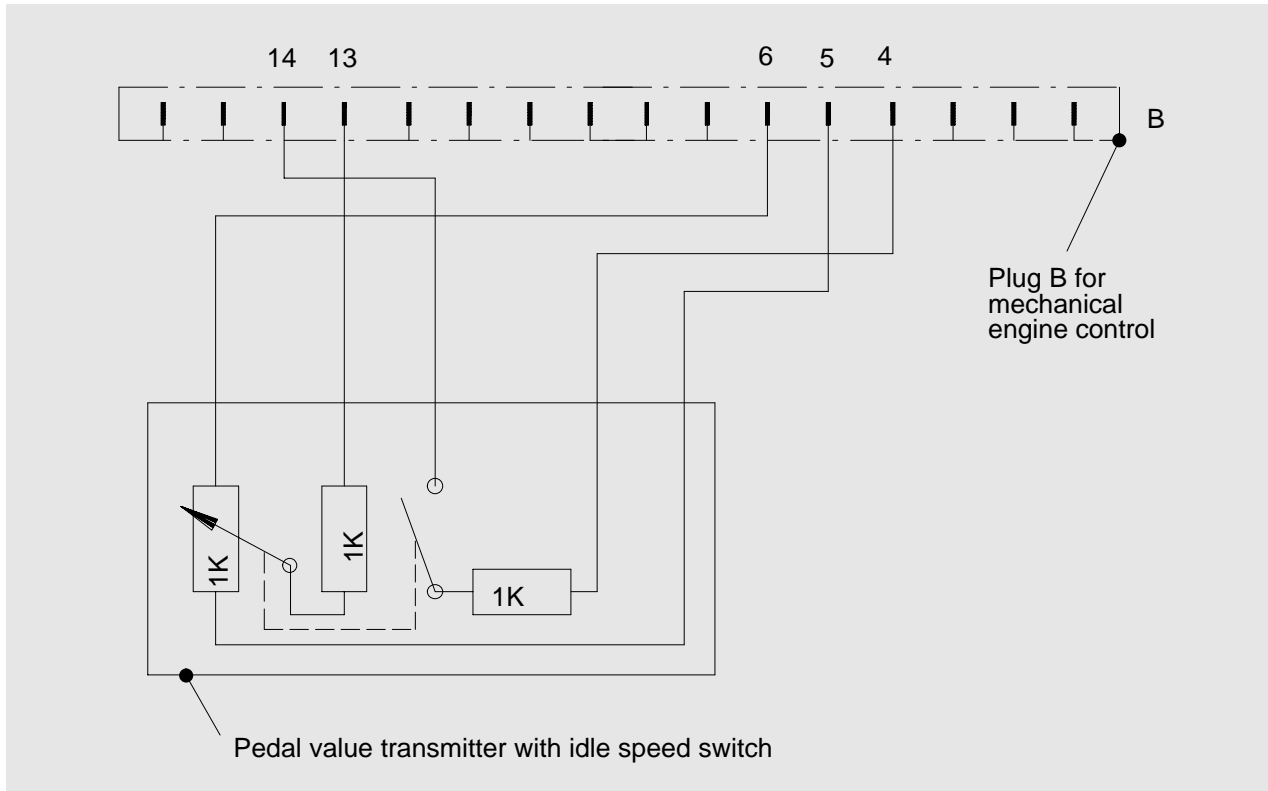 14 13 6 5 4
B
Plug B for
mechanical
engine control
1K
1K
1K
Pedal value transmitter with idle speed switch